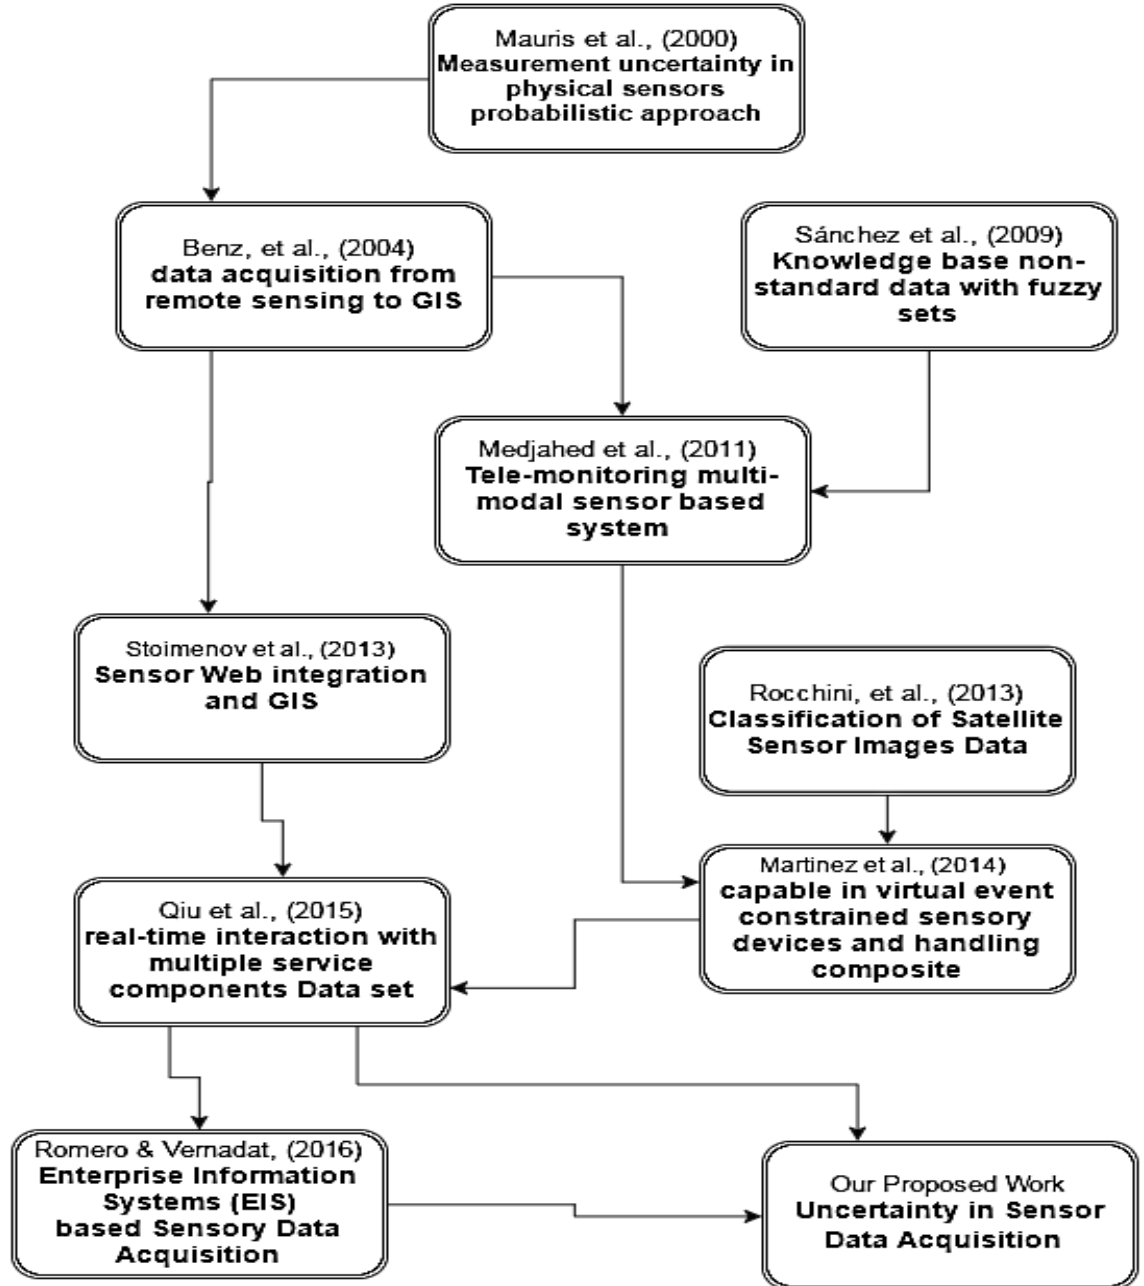 Mauris et al., (2000)
Measurement uncertainty in
physical sensors
probabilistic approach
Benz, et al., (2004)
data acquisition from
remote sensing to GIS
Sánchez et al., (2009)
Knowledge base non-
standard data with fuzzy
sets
Medjahed et al., (2011)
Tele-monitoring multi-
modal sensor based
system
Stoimenov et al., (2013)
Sensor Web integration
and GIS
Rocchini, et al., (2013)
Classification of Satellite
Sensor Images Data
Martinez et al., (2014)
capable in virtual event
constrained sensory
devices and handling
composite
Qiu et al., (2015)
real-time interaction with
multiple service
components Data set
Romero & Vernadat, (2016)
Enterprise Information
Systems (EIS)
based Sensory Data
Acquisition
Our Proposed Work
Uncertainty in Sensor
Data Acquisition